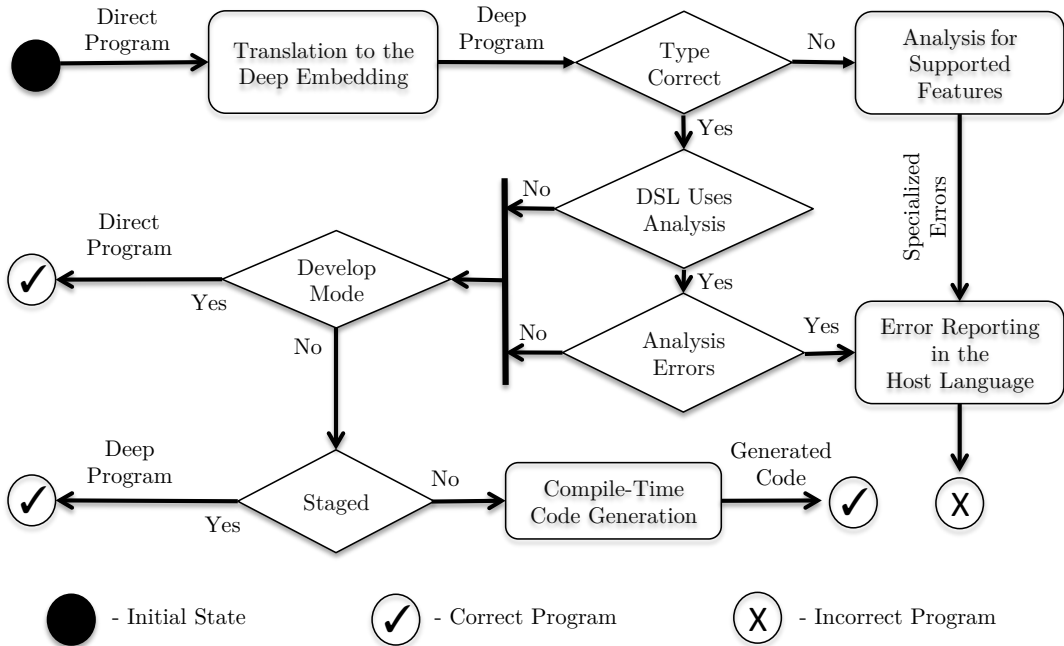 Direct
Program
Translation to the
Deep Embedding
Deep
Program
Type
Correct
No
Analysis for
Supported
Features
Yes
Specialized
Errors
No
DSL Uses
Analysis
Direct
Program
Yes
Develop
Mode
Yes
No
Analysis
Errors
Yes
Error Reporting
in the
Host Language
No
Deep
Program
Yes
Staged
No
Compile-Time
Code Generation
Generated
Code
X
- Initial State
- Correct Program
X
- Incorrect Program